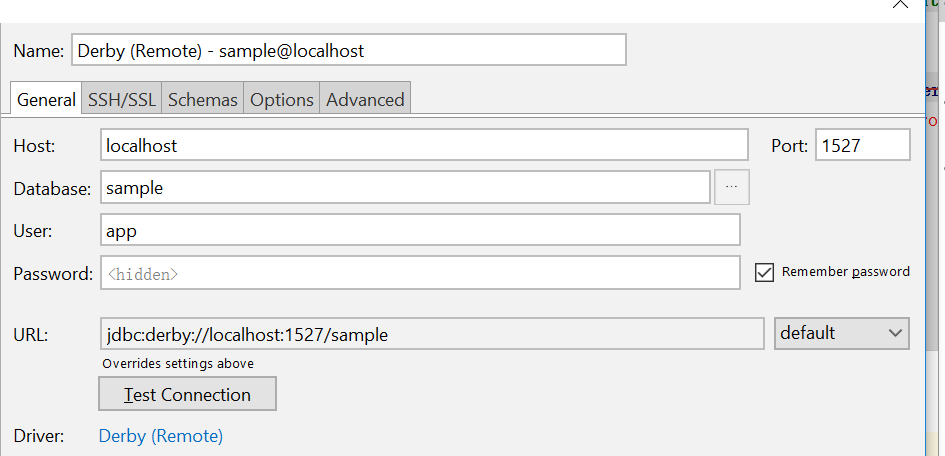 Name: Derby (Remote) - sample@localhost
General SSH/SSL Schemas Options Advanced
Host: localhost Port: 1527
Database: sample ...
User: app
Password: <hidden> Remember password
URL: jdbc:derby://localhost:1527/sample default
Overrides settings above
Test Connection
Driver: Derby (Remote)